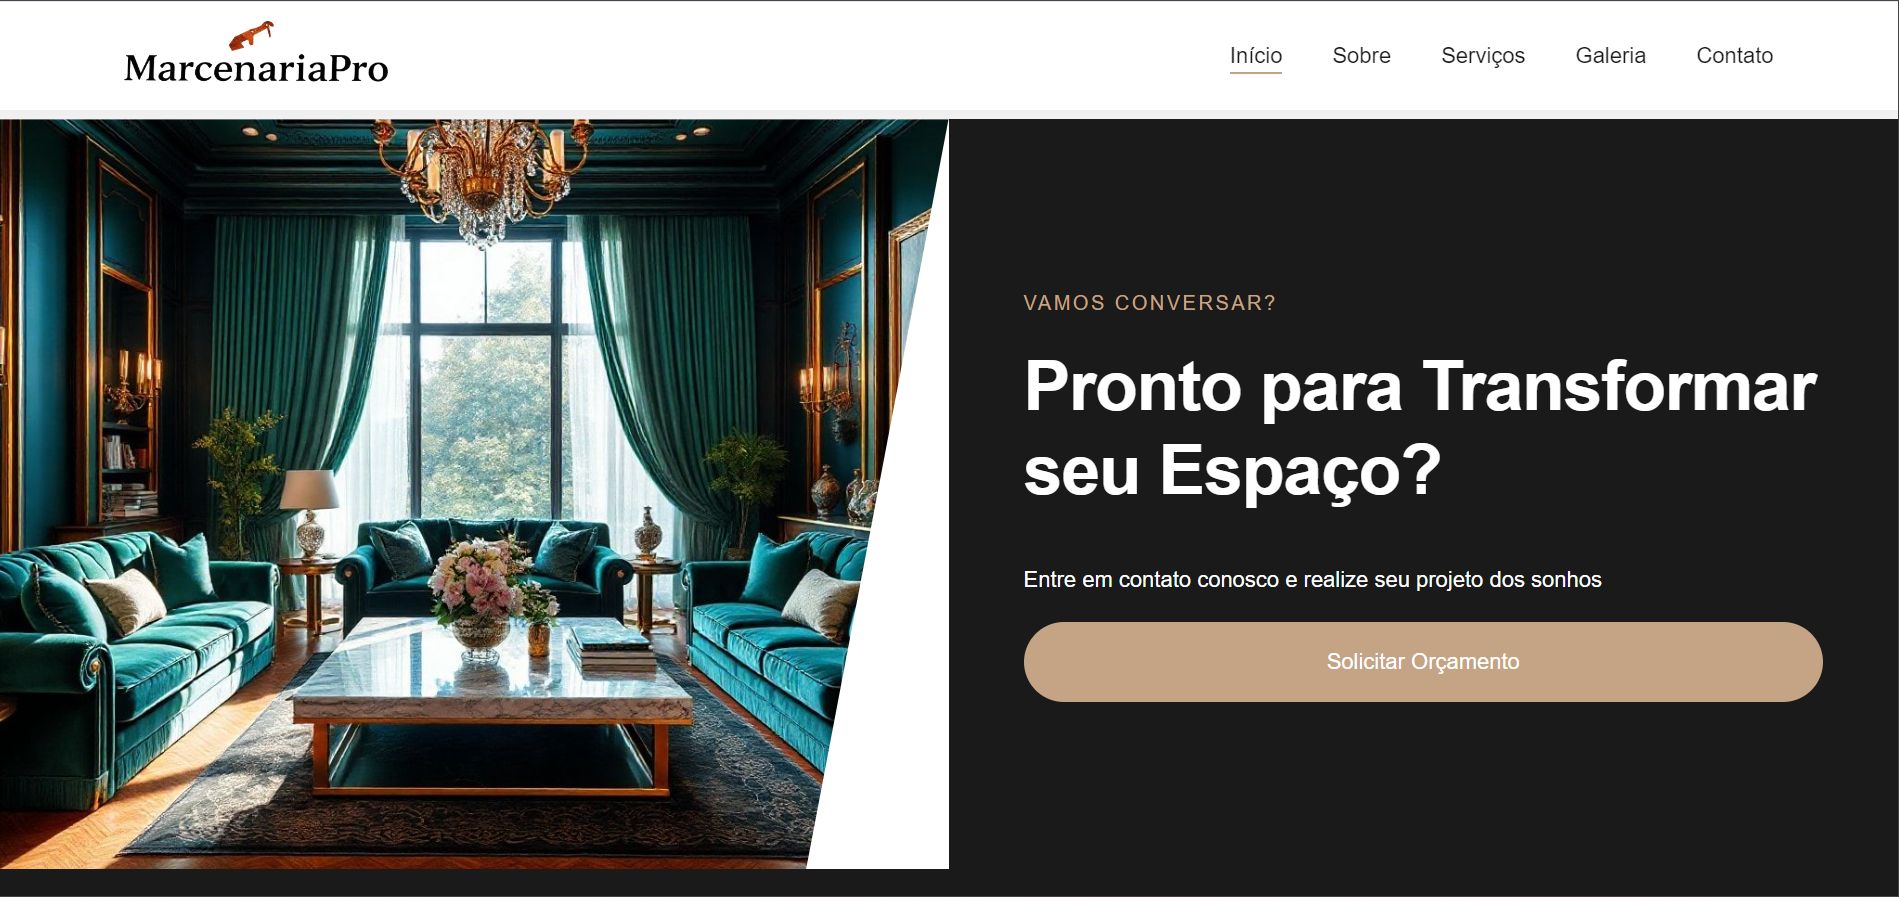 MarcenariaPro
Início
Sobre
Serviços
Galeria
Contato
VAMOS CONVERSAR?
Pronto para Transformar
seu Espaço?
Entre em contato conosco e realize seu projeto dos sonhos
Solicitar Orçamento